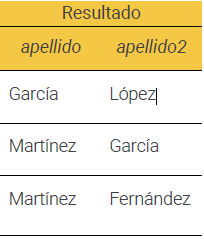 Resultado
apellido apellido2
García López
Martínez García
Martínez Fernández